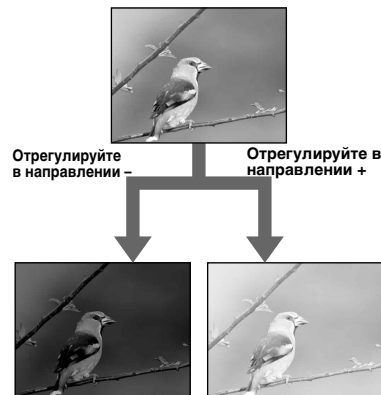 Отрегулируйте
в направлении –
Отрегулируйте в
направлении +